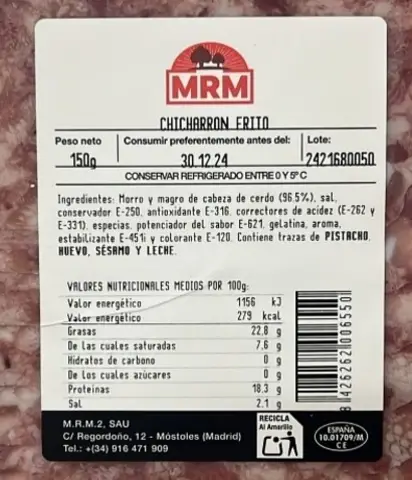 MRM
CHICHARRON FRITO
Peso neto Consumir preferentemente antes del: Lote:
150g 30.12.24 2421680050
CONSERVAR REFRIGERADO ENTRE 0 Y 5º C
Ingredientes: Morro y magro de cabeza de cerdo (96.5%), sal,
conservador E-250, antioxidante E-316, correctores de acidez (E-262 y
E-331), especias, potenciador del sabor E-621, gelatina, aroma,
estabilizante E-451i y colorante E-120. Contiene trazas de PISTACHO,
HUEVO, SÉSAMO Y LECHE.
VALORES NUTRICIONALES MEDIOS POR 100g:
Valor energético 1156 kJ
Valor energético 279 kcal
Grasas 22.8 g
De las cuales saturadas 7.6 g
Hidratos de carbono 0 g
De los cuales azúcares 0 g
Proteínas 18.3 g
Sal 2.1 g
8426262006550
M.R.M.2, SAU
C/ Regordoño, 12 - Móstoles (Madrid)
Tel.: +(34) 916 471 909
RECICLA
Al Amarillo
ESPAÑA
10.01709/M
C E